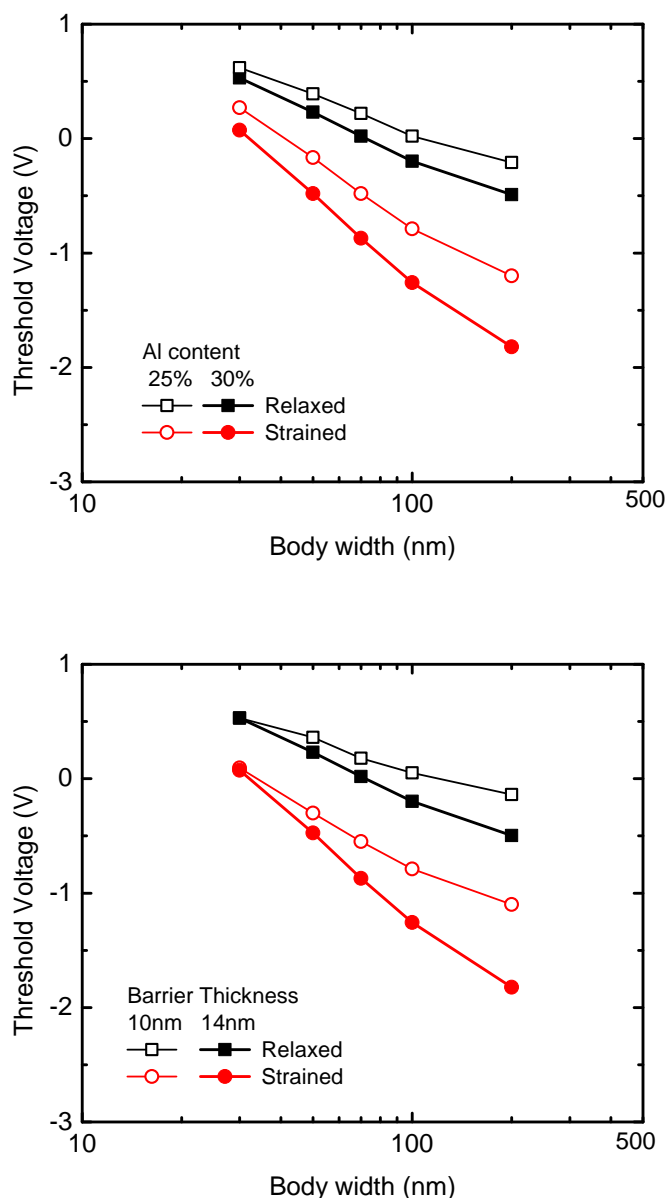 1
0
-1
-2
-3
Threshold Voltage (V)
Al content
25% 30%
Relaxed
Strained
10 100 500
Body width (nm)
1
0
-1
-2
-3
Threshold Voltage (V)
Barrier Thickness
10nm 14nm
Relaxed
Strained
10 100 500
Body width (nm)